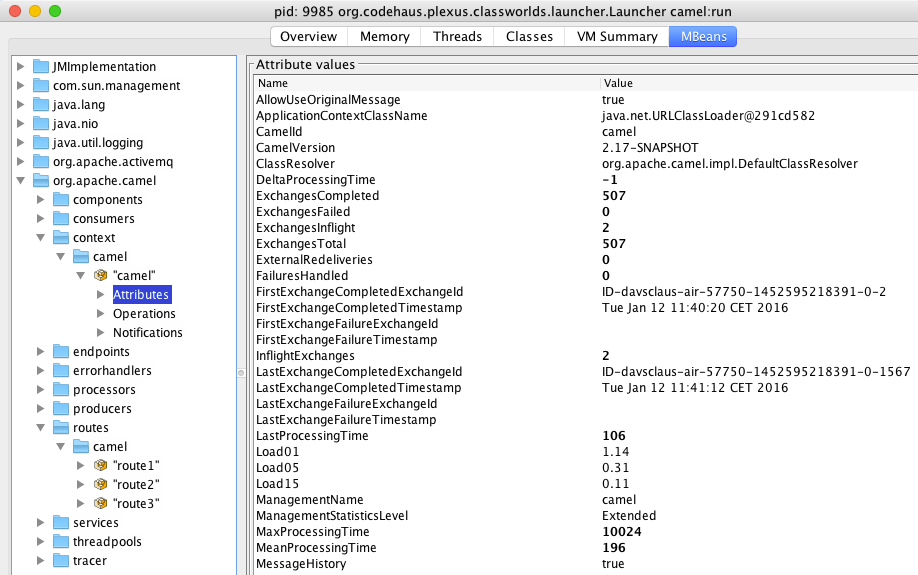 pid: 9985 org.codehaus.plexus.classworlds.launcher.Launcher camel:run
Overview Memory Threads Classes VM Summary MBeans
JMImplementation
com.sun.management
java.lang
java.nio
java.util.logging
org.apache.activemq
org.apache.camel
components
consumers
context
camel
"camel"
Attributes
Operations
Notifications
endpoints
errorhandlers
processors
producers
routes
camel
"route1"
"route2"
"route3"
services
threadpools
tracer
Attribute values
Name Value
AllowUseOriginalMessage true
ApplicationContextClassName java.net.URLClassLoader@291cd582
CamelId camel
CamelVersion 2.17-SNAPSHOT
ClassResolver org.apache.camel.impl.DefaultClassResolver
DeltaProcessingTime -1
ExchangesCompleted 507
ExchangesFailed 0
ExchangesInflight 2
ExchangesTotal 507
ExternalRedeliveries 0
FailuresHandled 0
FirstExchangeCompletedExchangeId ID-davsclaus-air-57750-1452595218391-0-2
FirstExchangeCompletedTimestamp Tue Jan 12 11:40:20 CET 2016
FirstExchangeFailureExchangeId
FirstExchangeFailureTimestamp
InflightExchanges 2
LastExchangeCompletedExchangeId ID-davsclaus-air-57750-1452595218391-0-1567
LastExchangeCompletedTimestamp Tue Jan 12 11:41:12 CET 2016
LastExchangeFailureExchangeId
LastExchangeFailureTimestamp
LastProcessingTime 106
Load01 1.14
Load05 0.31
Load15 0.11
ManagementName camel
ManagementStatisticsLevel Extended
MaxProcessingTime 10024
MeanProcessingTime 196
MessageHistory true